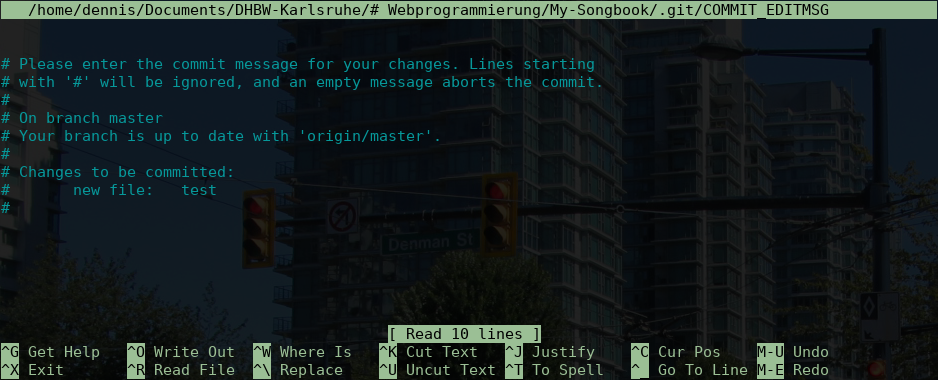 /home/dennis/Documents/DHBW-Karlsruhe/# Webprogrammierung/My-Songbook/.git/COMMIT_EDITMSG
# Please enter the commit message for your changes. Lines starting
# with '#' will be ignored, and an empty message aborts the commit.
#
# On branch master
# Your branch is up to date with 'origin/master'.
#
# Changes to be committed:
#       new file:   test
#
Denman St
[ Read 10 lines ]
^G Get Help ^O Write Out ^W Where Is ^K Cut Text ^J Justify ^C Cur Pos M-U Undo
^X Exit ^R Read File ^\ Replace ^U Uncut Text ^T To Spell ^_ Go To Line M-E Redo